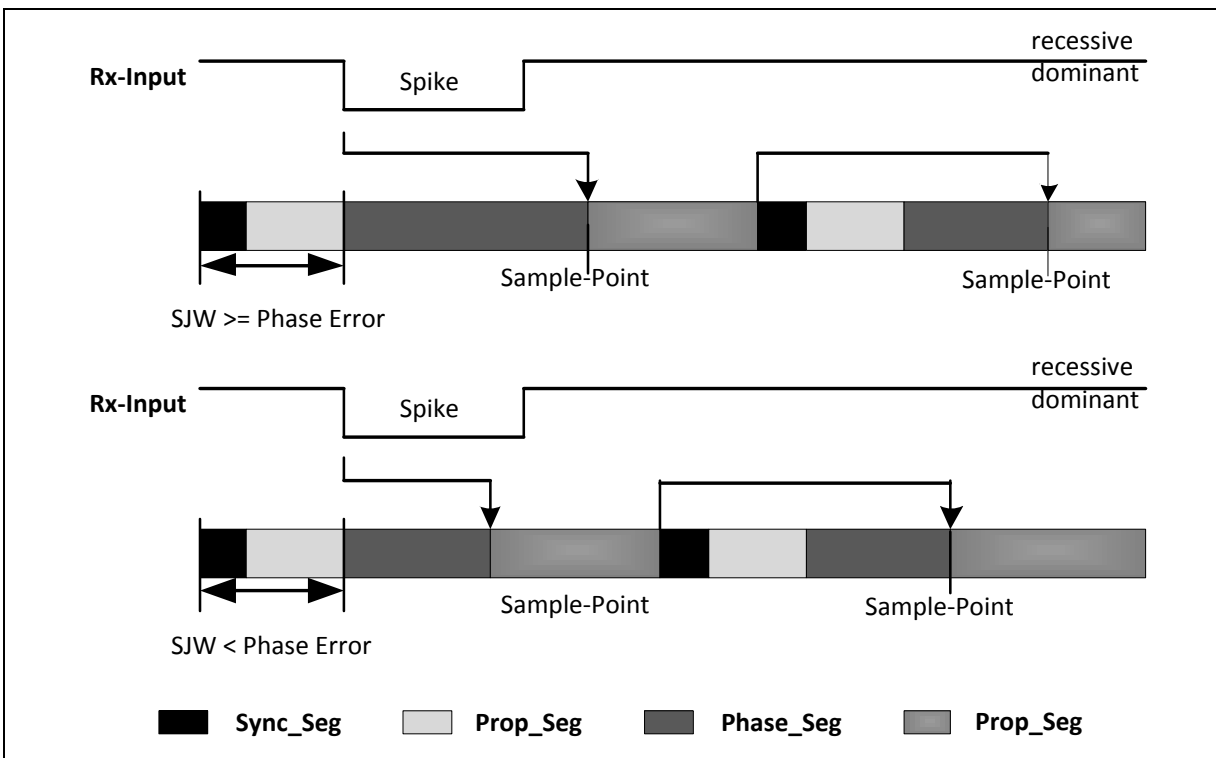 recessive
Rx-Input
Spike
dominant
Sample-Point
Sample-Point
SJW >= Phase Error
recessive
Rx-Input
Spike
dominant
Sample-Point
Sample-Point
SJW < Phase Error
Sync_Seg
Prop_Seg
Phase_Seg
Prop_Seg